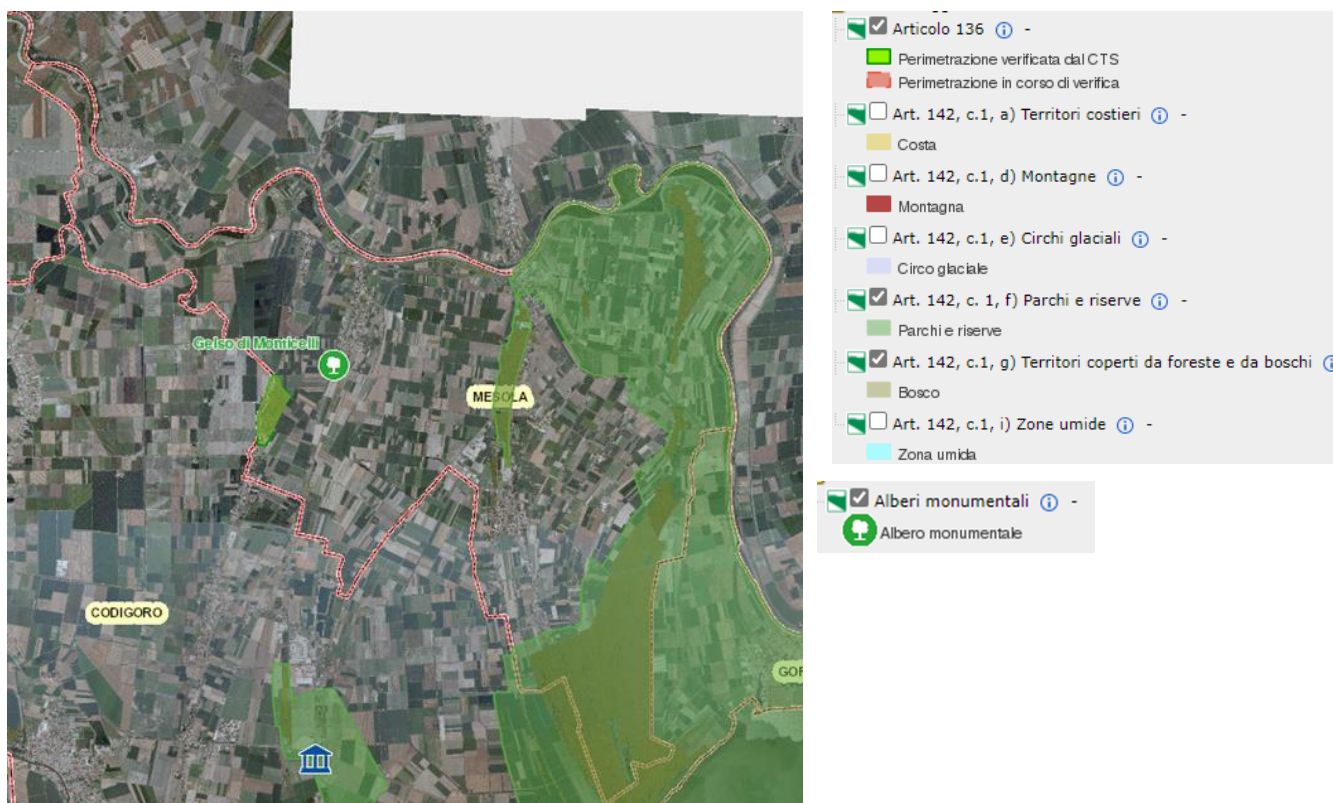 Gelso di Monticelli
MESOLA
CODIGORO
GOR
Articolo 136 -
Perimetrazione verificata dal CTS
Perimetrazione in corso di verifica
Art. 142, c.1, a) Territori costieri -
Costa
Art. 142, c.1, d) Montagne -
Montagna
Art. 142, c.1, e) Circhi glaciali -
Circo glaciale
Art. 142, c. 1, f) Parchi e riserve -
Parchi e riserve
Art. 142, c.1, g) Territori coperti da foreste e da boschi
Bosco
Art. 142, c.1, i) Zone umide -
Zona umida
Alberi monumentali -
Albero monumentale